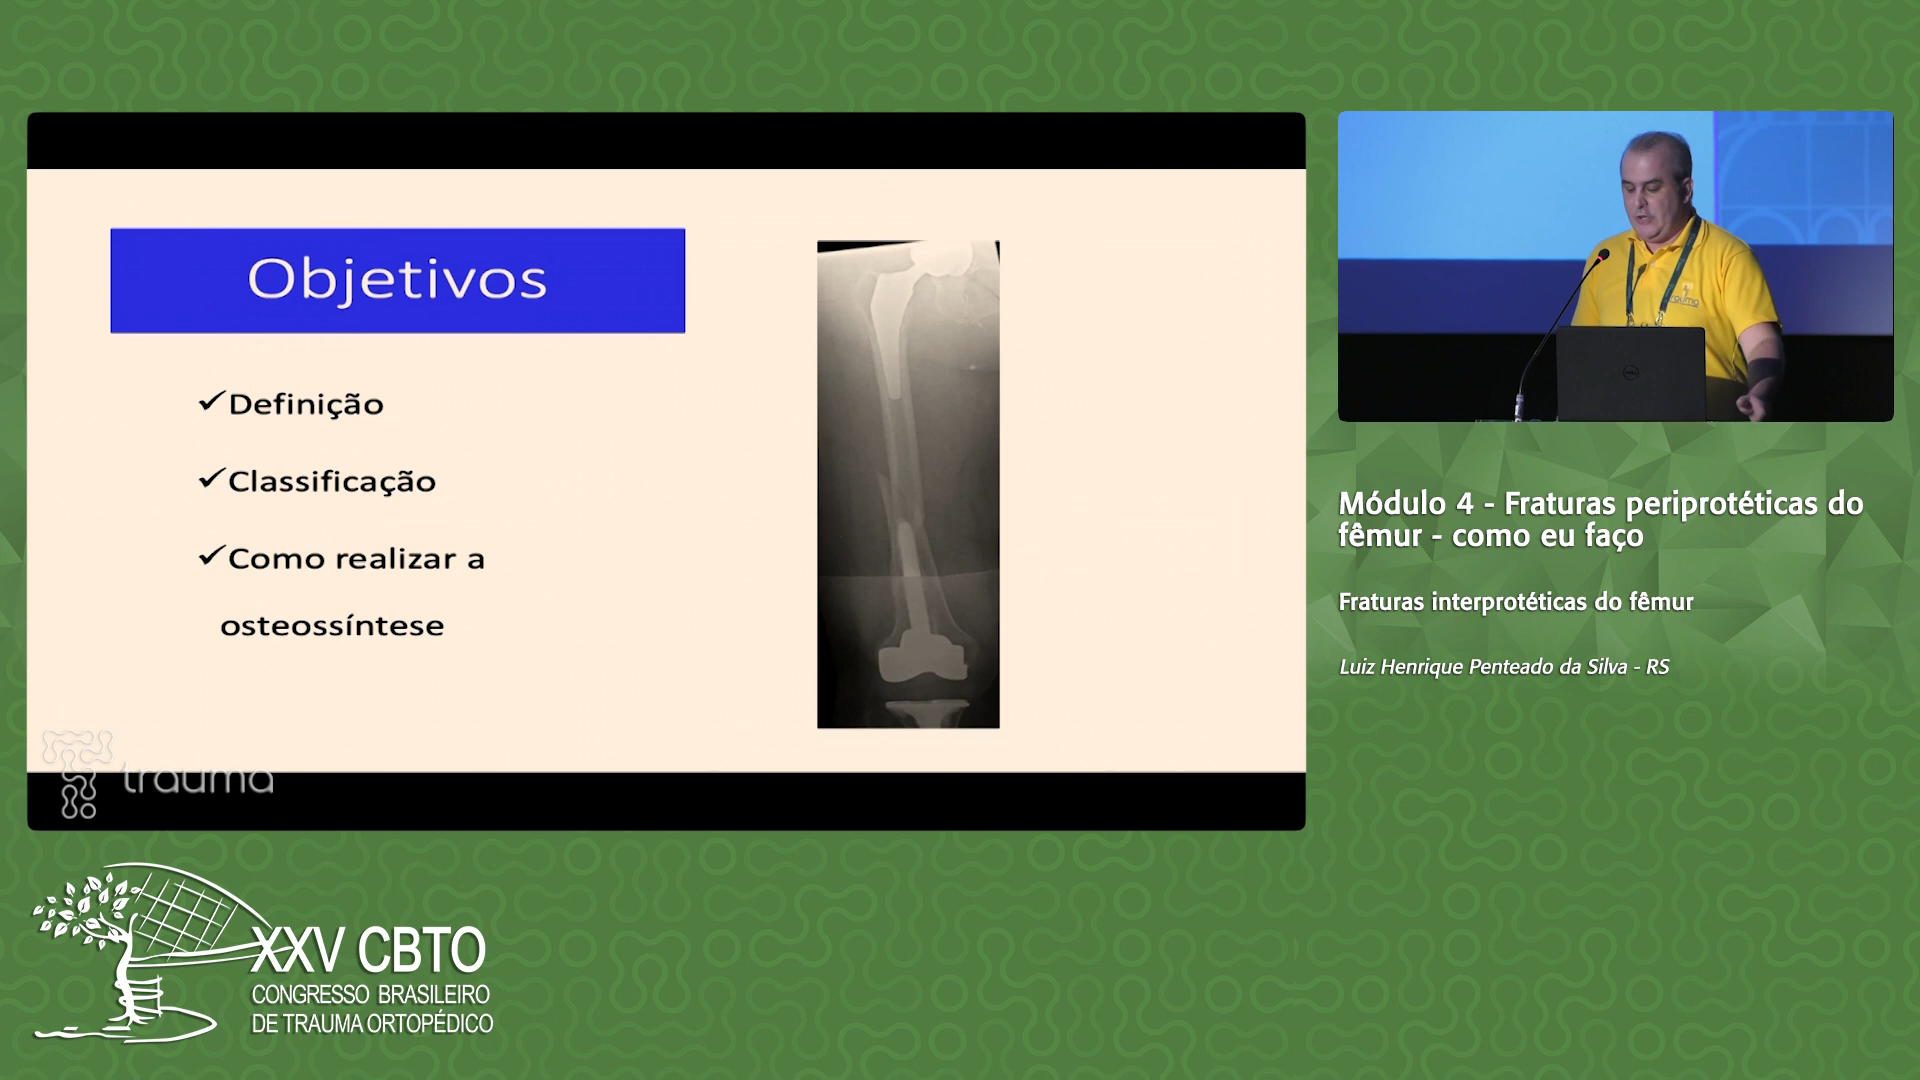 Objetivos
✓Definição
✓Classificação
✓Como realizar a
osteossíntese
trauma
Módulo 4 - Fraturas periprotéticas do
fêmur - como eu faço
Fraturas interprotéticas do fêmur
Luiz Henrique Penteado da Silva - RS
XXV CBTO
CONGRESSO BRASILEIRO
DE TRAUMA ORTOPÉDICO